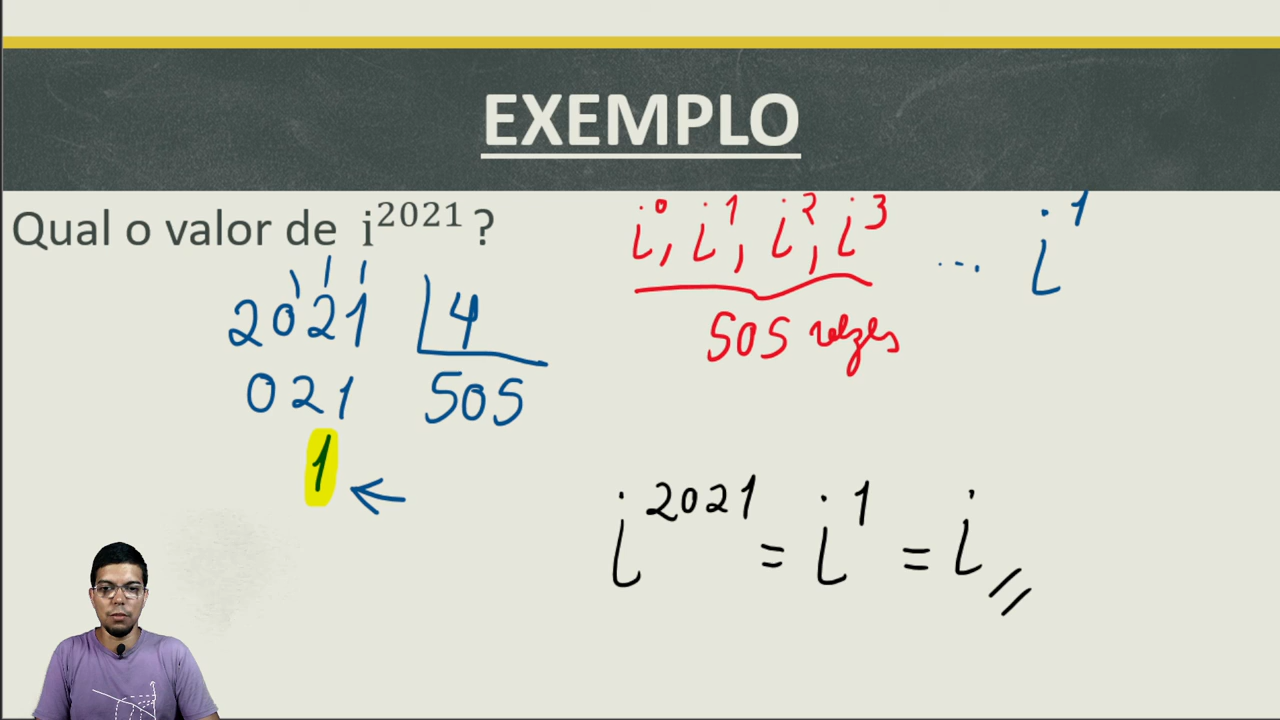 EXEMPLO
Qual o valor de i²⁰²¹ ?
i⁰, i¹, i², i³ ... i¹
505 vezes
2021 | 4
021 505
1 ←
i²⁰²¹ = i¹ = i //